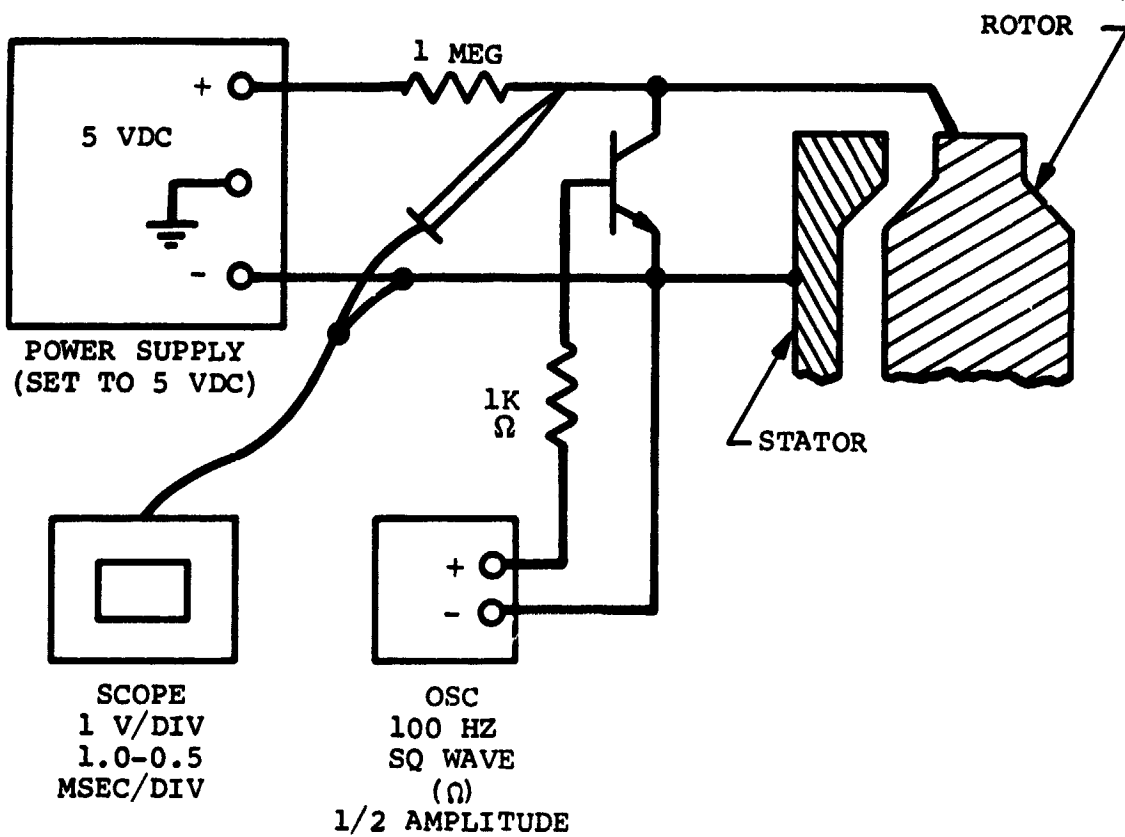 ROTOR
1 MEG
+
5 VDC
-
POWER SUPPLY
(SET TO 5 VDC)
1K
Ω
STATOR
+
-
SCOPE
1 V/DIV
1.0-0.5
MSEC/DIV
OSC
100 HZ
SQ WAVE
(Ω)
1/2 AMPLITUDE